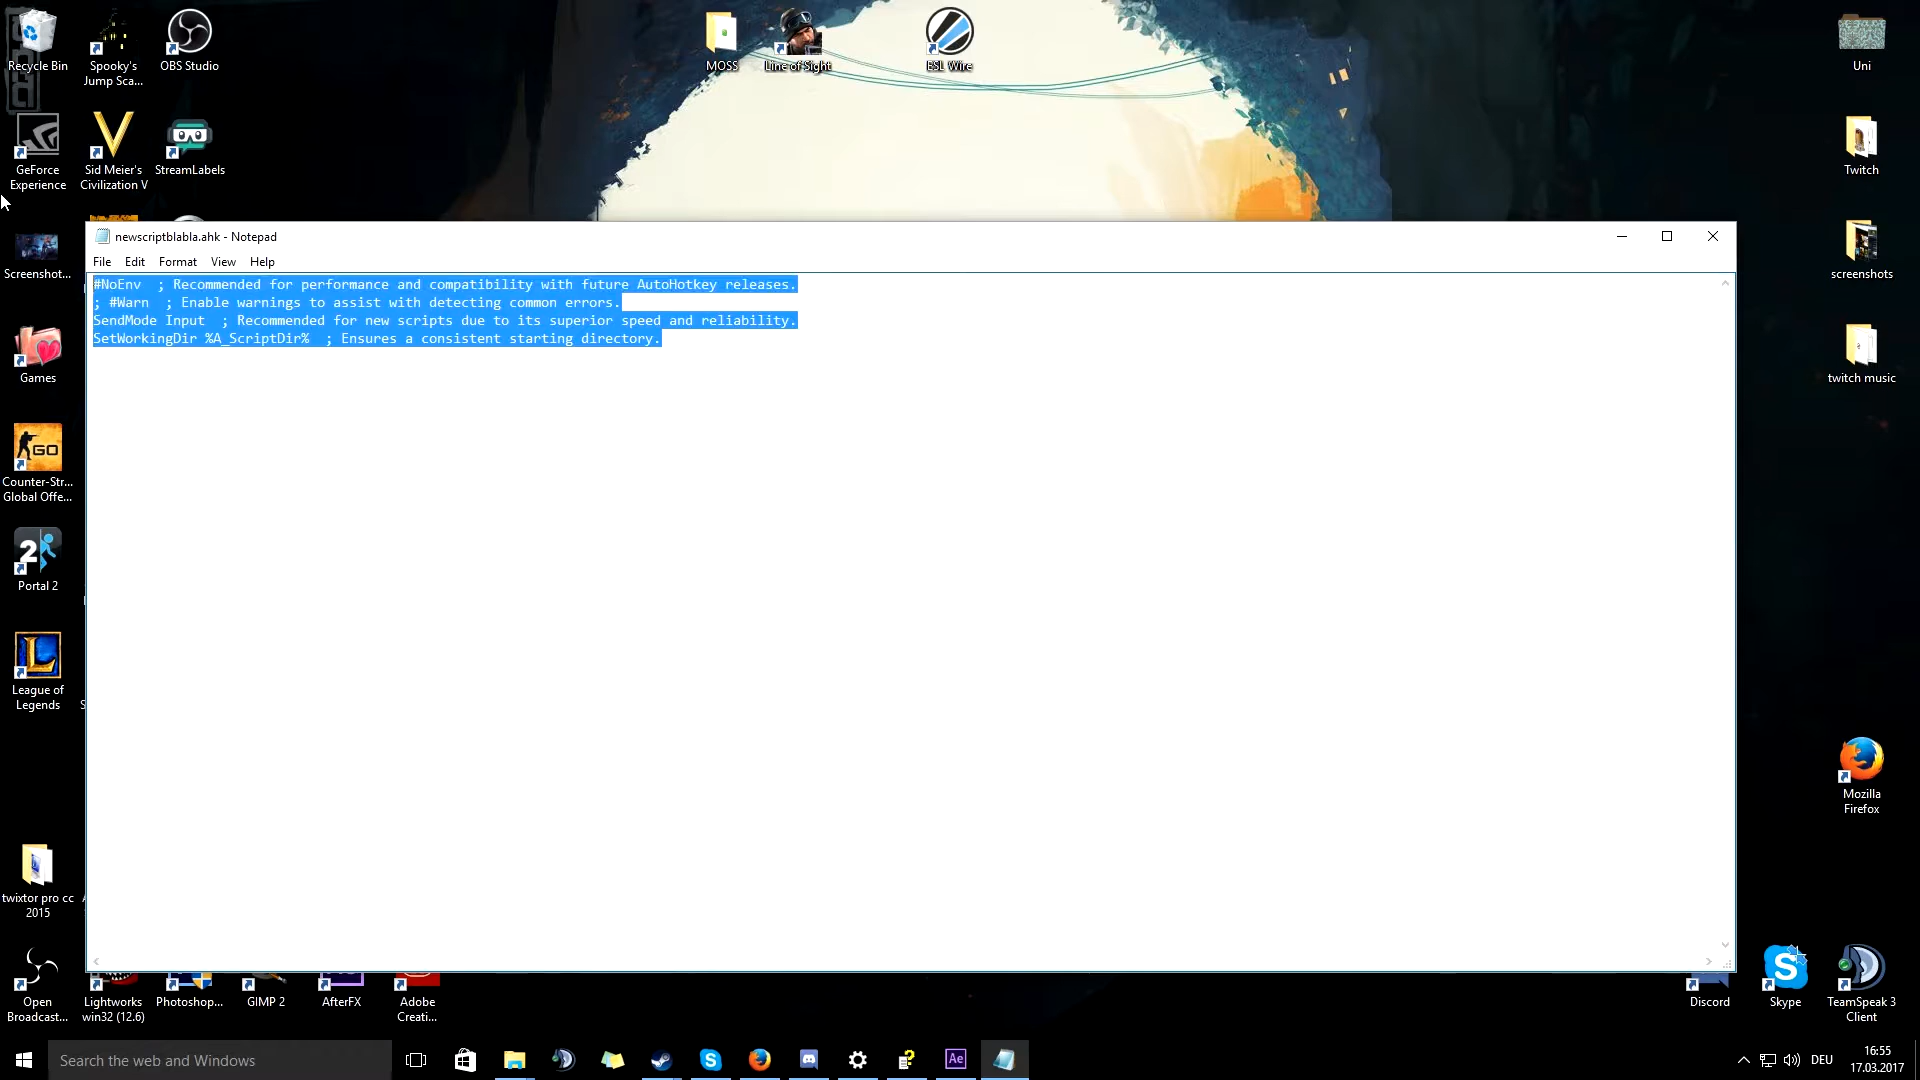 Recycle Bin
Spooky's
Jump Sca...
OBS Studio
MOSS
Line of Sight
ESL Wire
Uni
GeForce
Experience
Sid Meier's
Civilization V
StreamLabels
Twitch
newscriptblabla.ahk - Notepad
File Edit Format View Help
#NoEnv  ; Recommended for performance and compatibility with future AutoHotkey releases.
; #Warn  ; Enable warnings to assist with detecting common errors.
SendMode Input  ; Recommended for new scripts due to its superior speed and reliability.
SetWorkingDir %A_ScriptDir%  ; Ensures a consistent starting directory.
Screenshot...
screenshots
Games
twitch music
GO
Counter-Str...
Global Offe...
2
Portal 2
L
League of
Legends
Mozilla
Firefox
twixtor pro cc
2015
Open
Broadcast...
Lightworks
win32 (12.6)
Photoshop...
GIMP 2
AfterFX
Adobe
Creati...
Discord
Skype
TeamSpeak 3
Client
Search the web and Windows
Ae
DEU
16:55
17.03.2017